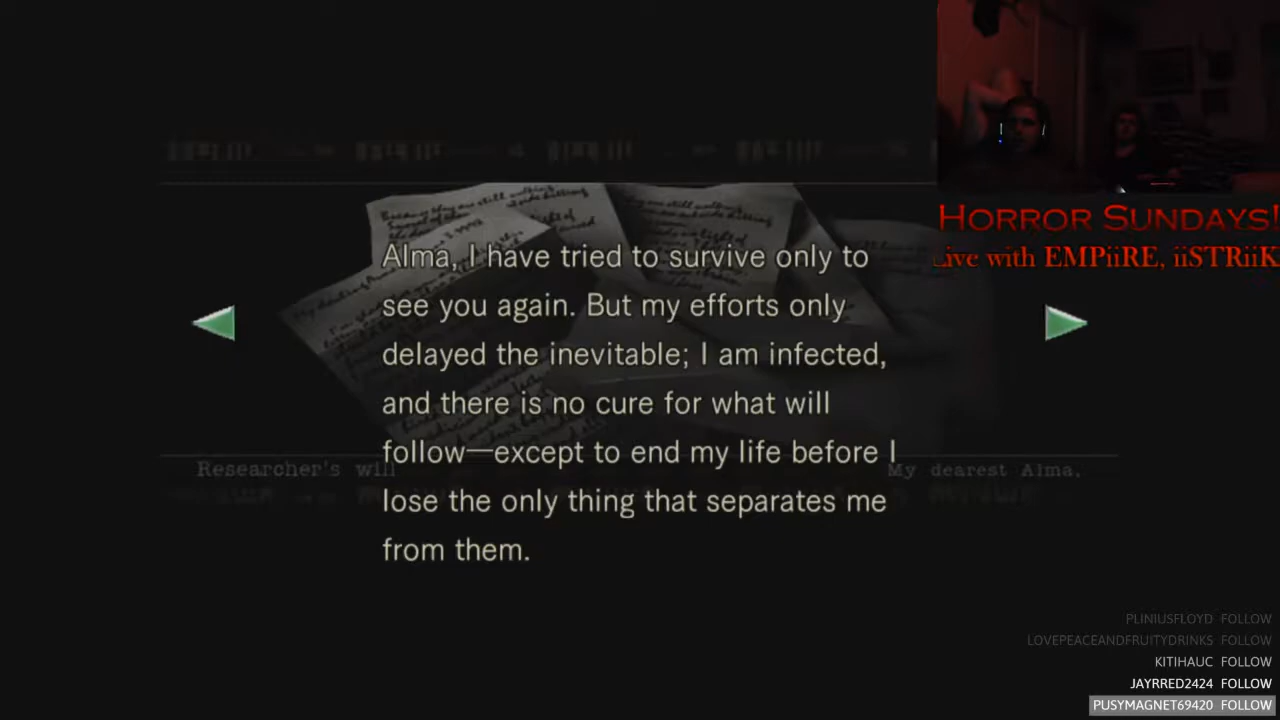 HORROR SUNDAYS!
Live with EMPiiRE, iiSTRiiK
Alma, I have tried to survive only to
see you again. But my efforts only
delayed the inevitable; I am infected,
and there is no cure for what will
follow—except to end my life before I
lose the only thing that separates me
from them.
Researcher's will
My dearest Alma,
PLINIUSFLOYD FOLLOW
LOVEPEACEANDFRUITYDRINKS FOLLOW
KITIHAUC FOLLOW
JAYRRED2424 FOLLOW
PUSYMAGNET69420 FOLLOW